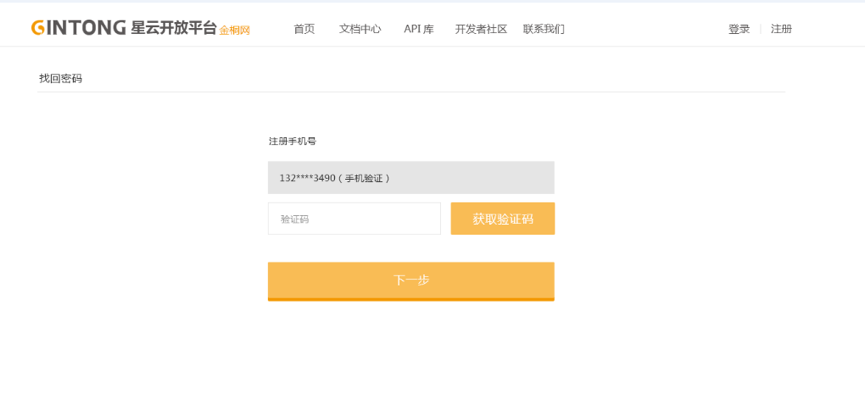 GINTONG 星云开放平台 金桐网 首页 文档中心 API 库 开发者社区 联系我们 登录 注册
找回密码
注册手机号
132****3490 ( 手机验证 )
验证码 获取验证码
下一步